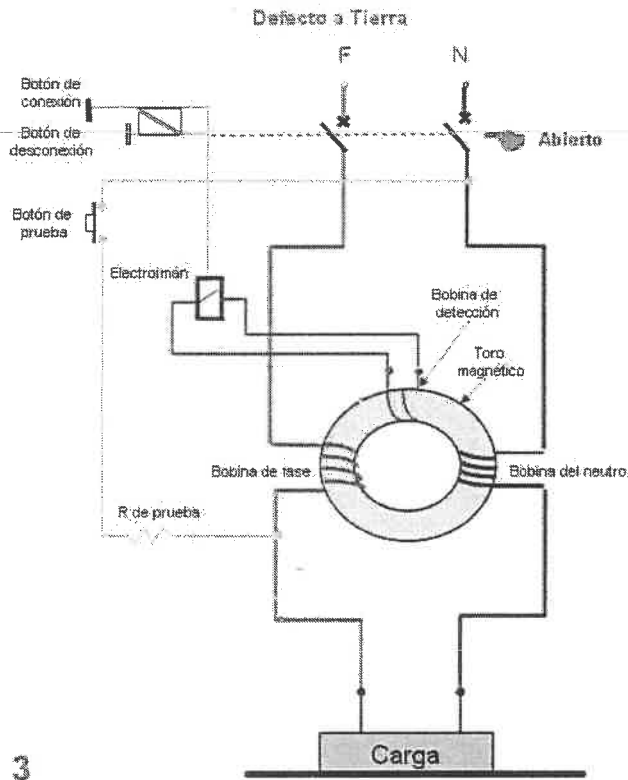 Defecto a Tierra
F
N
Botón de
conexión
Botón de
desconexión
Abierto
Botón de
prueba
Electroimán
Bobina de
detección
Toro
magnético
Bobina de fase
Bobina del neutro
R de prueba
Carga
3